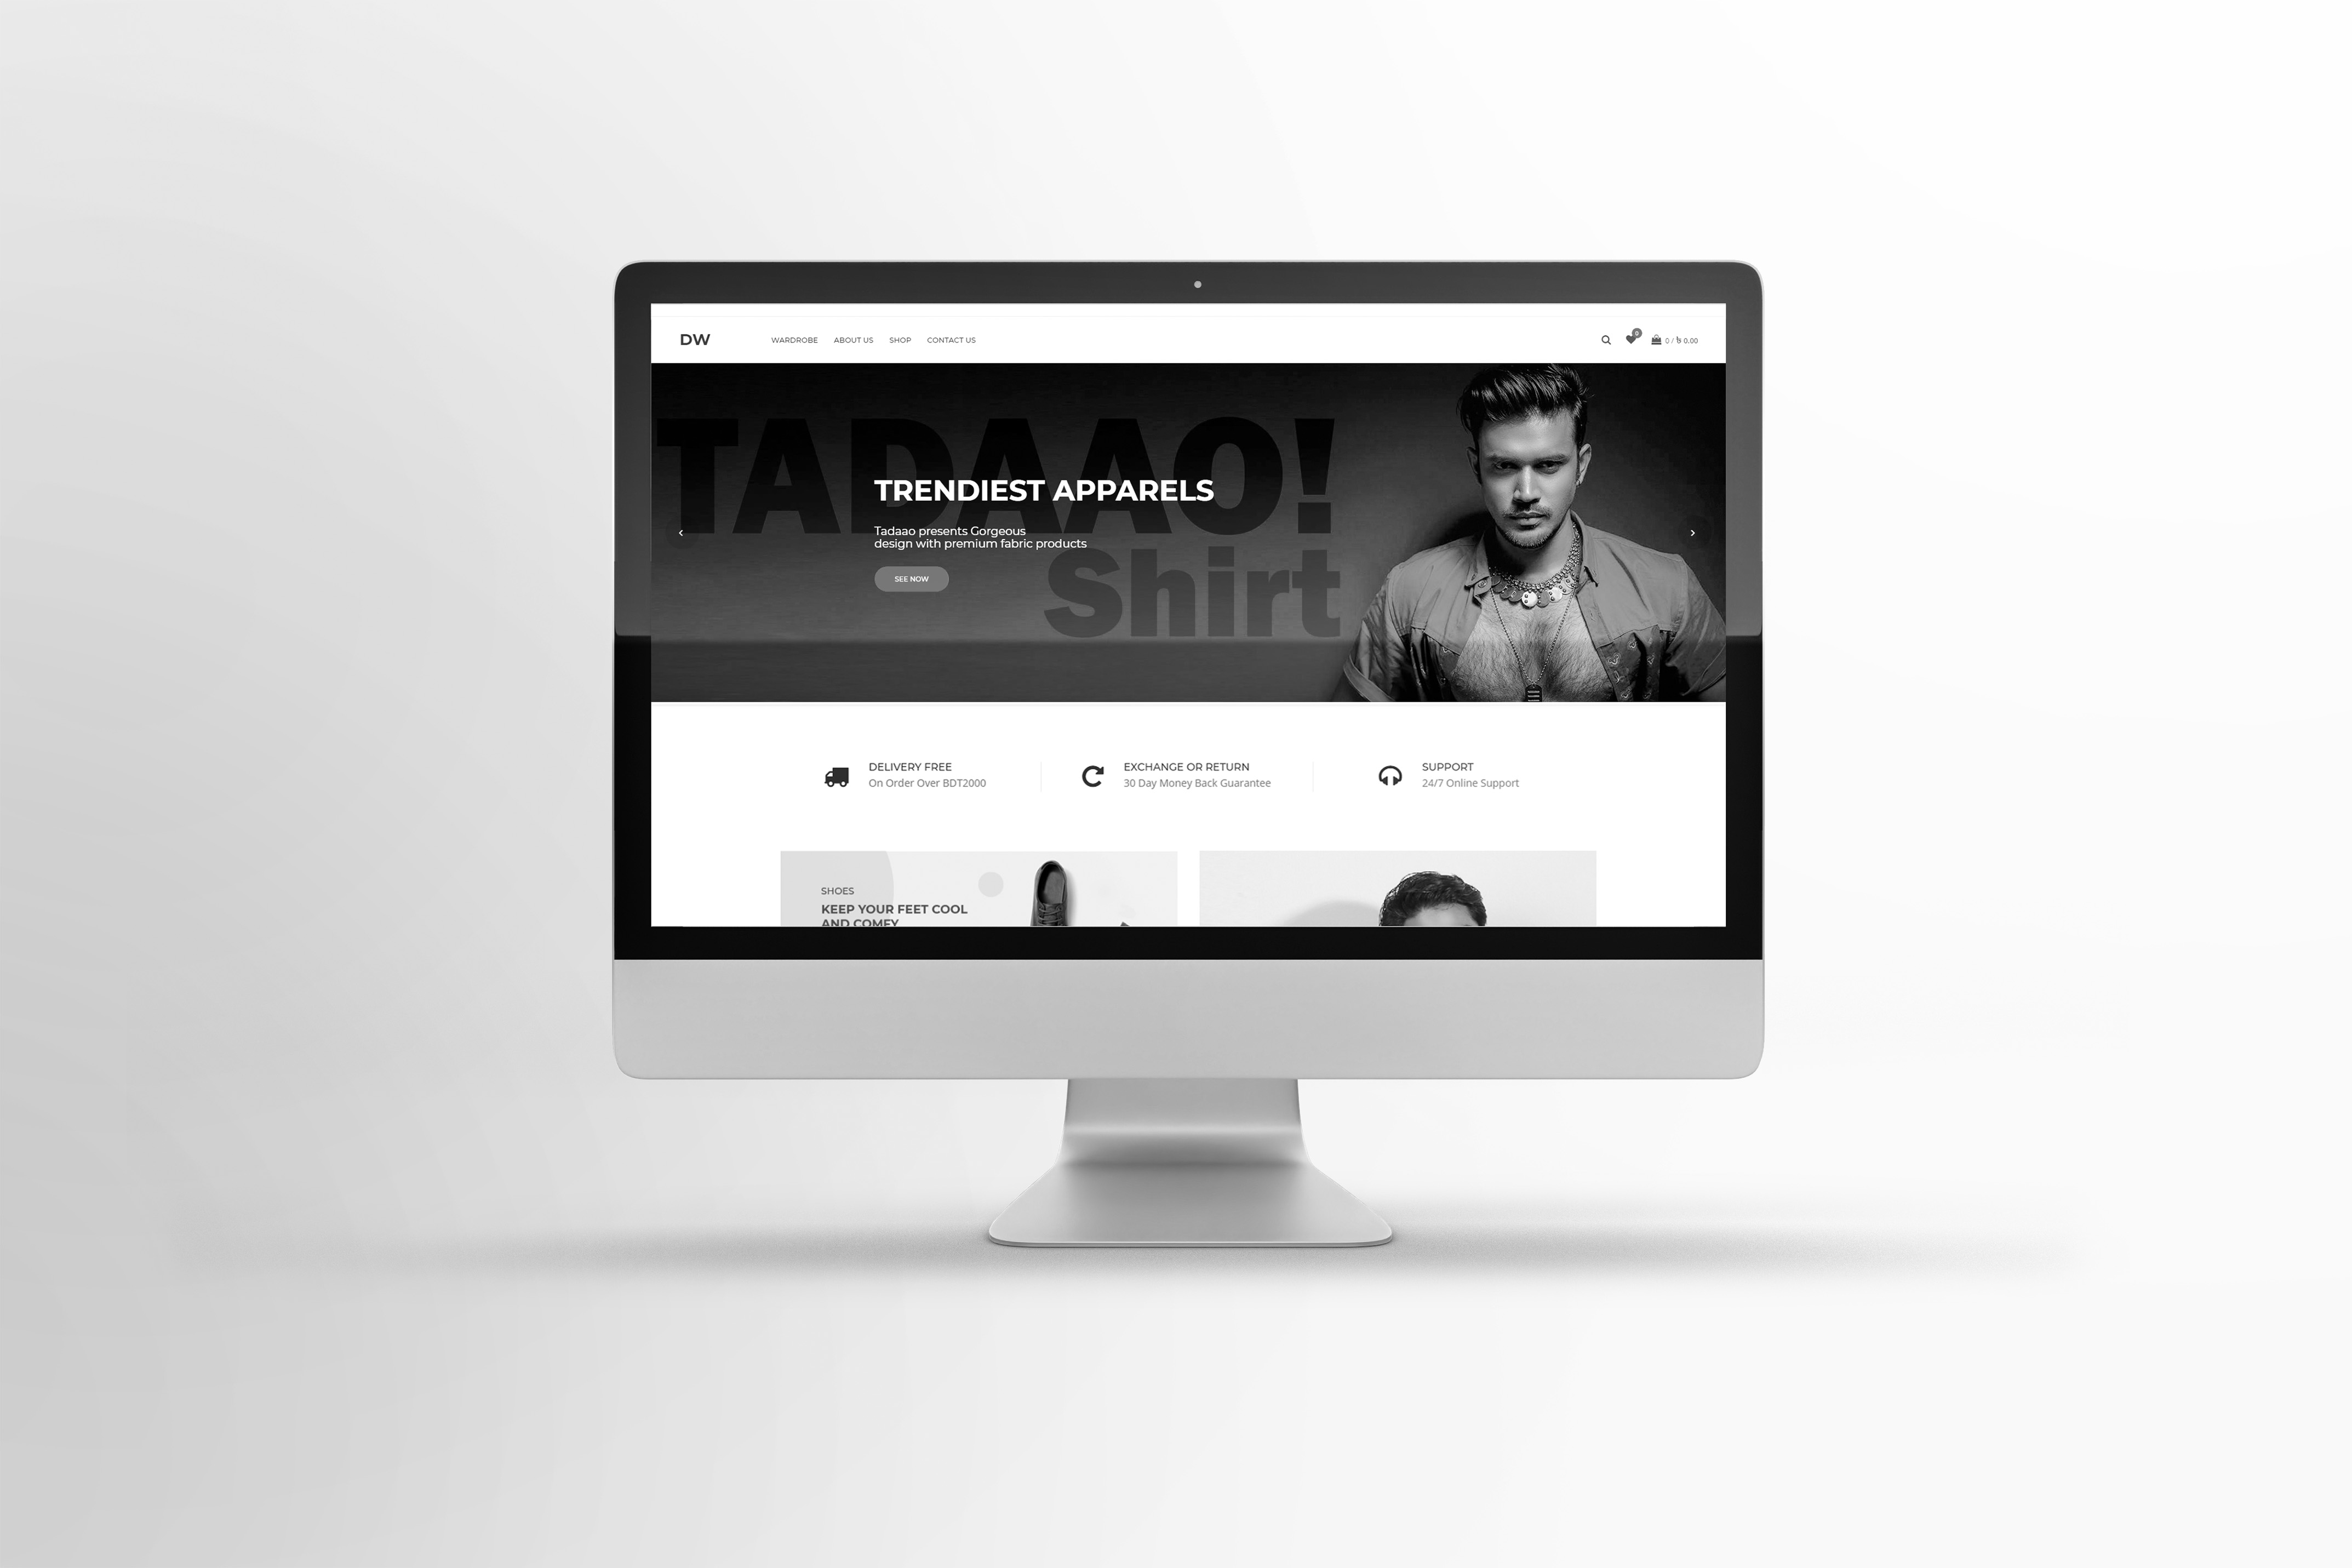 DW
WARDROBE ABOUT US SHOP CONTACT US
0
0 / ৳ 0.00
TADAAO!
Shirt
TRENDIEST APPARELS
Tadaao presents Gorgeous
design with premium fabric products
SEE NOW
DELIVERY FREE
On Order Over BDT2000
EXCHANGE OR RETURN
30 Day Money Back Guarantee
SUPPORT
24/7 Online Support
SHOES
KEEP YOUR FEET COOL
AND COMFY